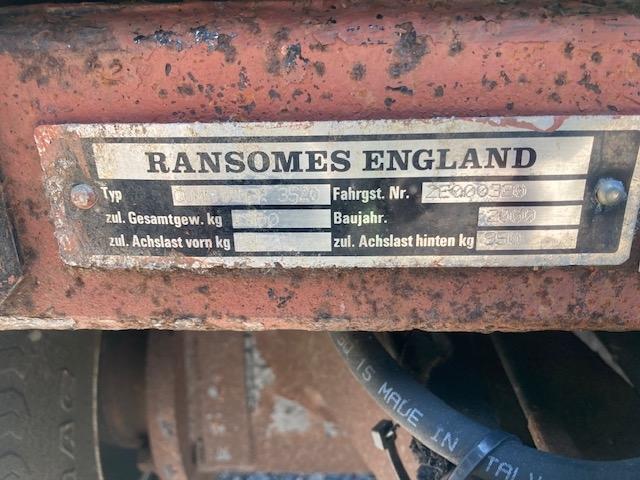 RANSOMES ENGLAND
Typ 3520 Fahrgst. Nr.
zul. Gesamtgew. kg Baujahr. 2000
zul. Achslast vorn kg zul. Achslast hinten kg 950
IS MADE IN ITALY